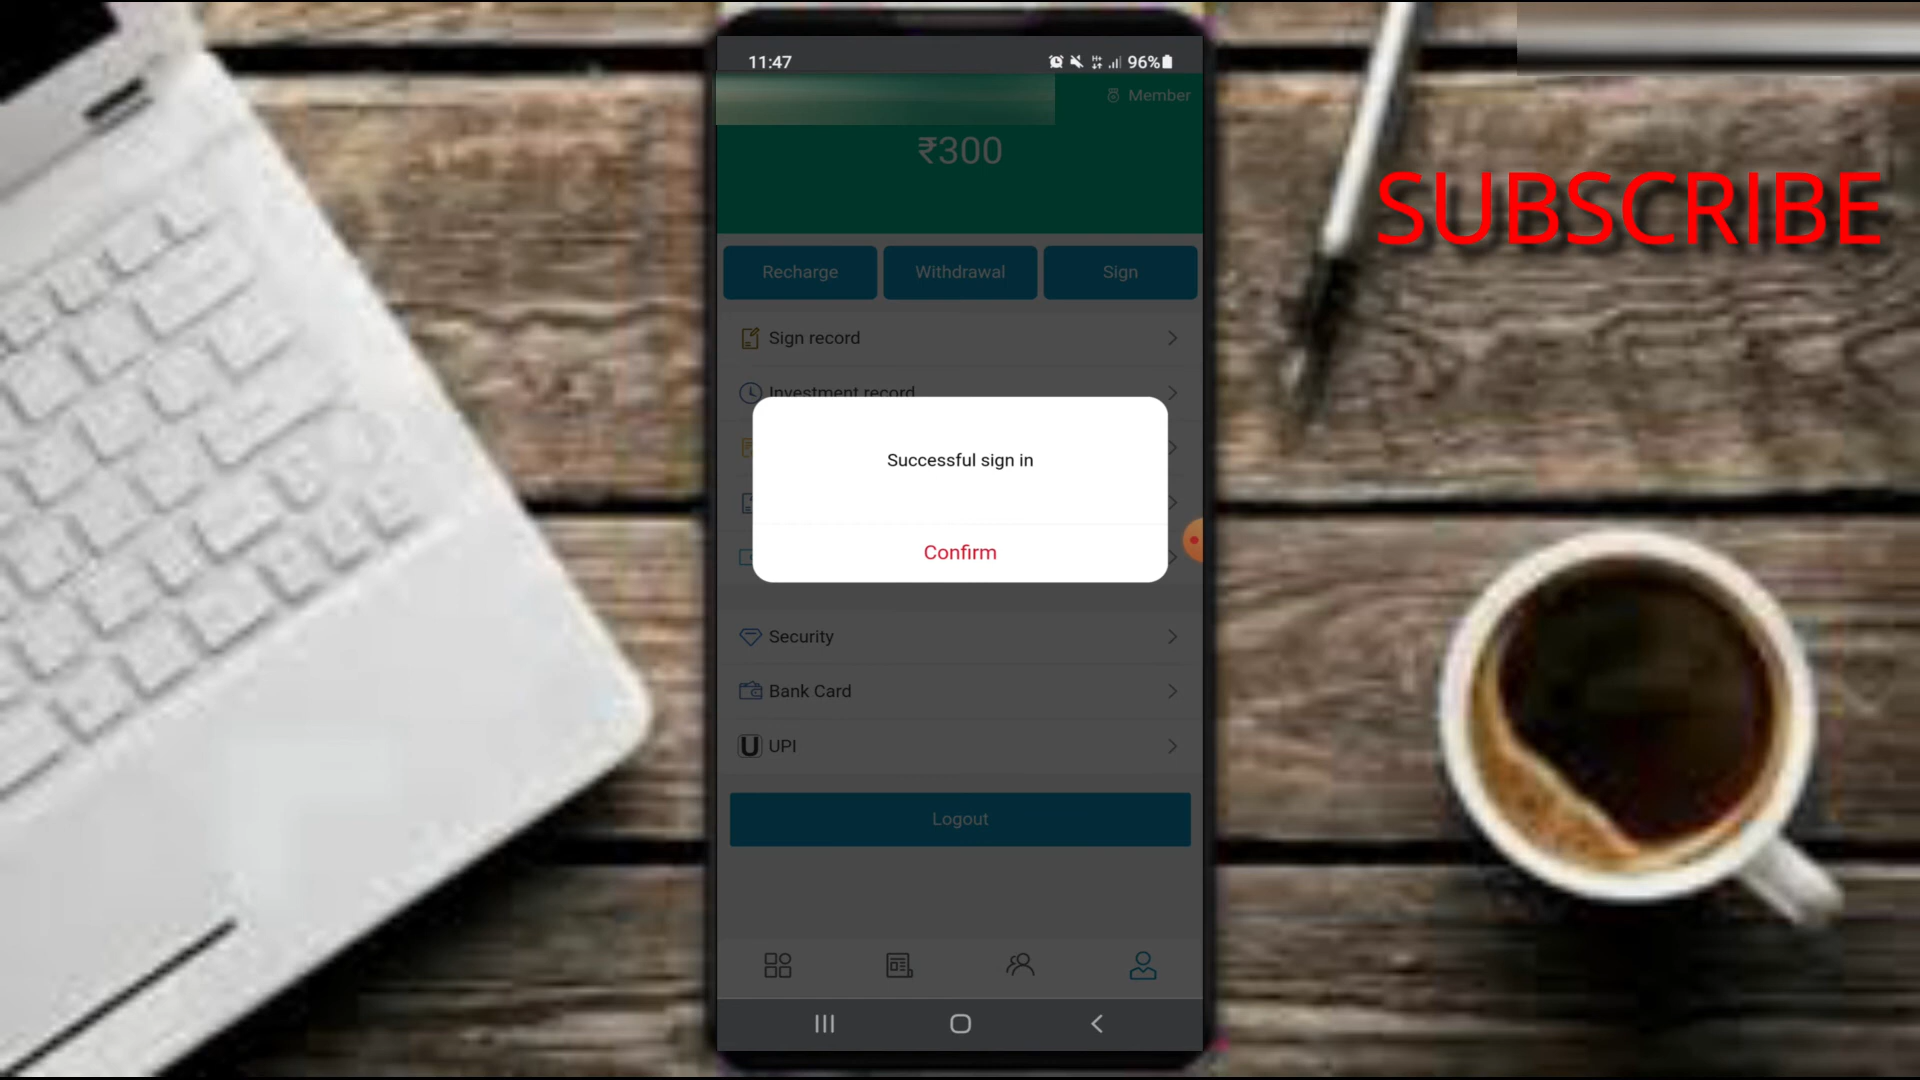 11:47
96%
Member
₹300
SUBSCRIBE
Recharge
Withdrawal
Sign
Sign record
Investment record
Successful sign in
Confirm
Security
Bank Card
U UPI
Logout